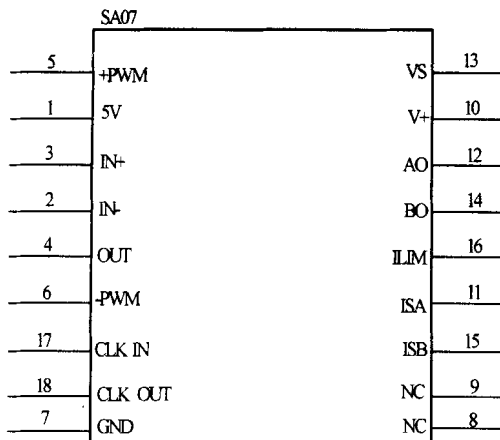 SA07
5 +PWM VS 13
1 5V V+ 10
3 IN+ AO 12
2 IN- BO 14
4 OUT ILIM 16
6 -PWM ISA 11
17 CLK IN ISB 15
18 CLK OUT NC 9
7 GND NC 8